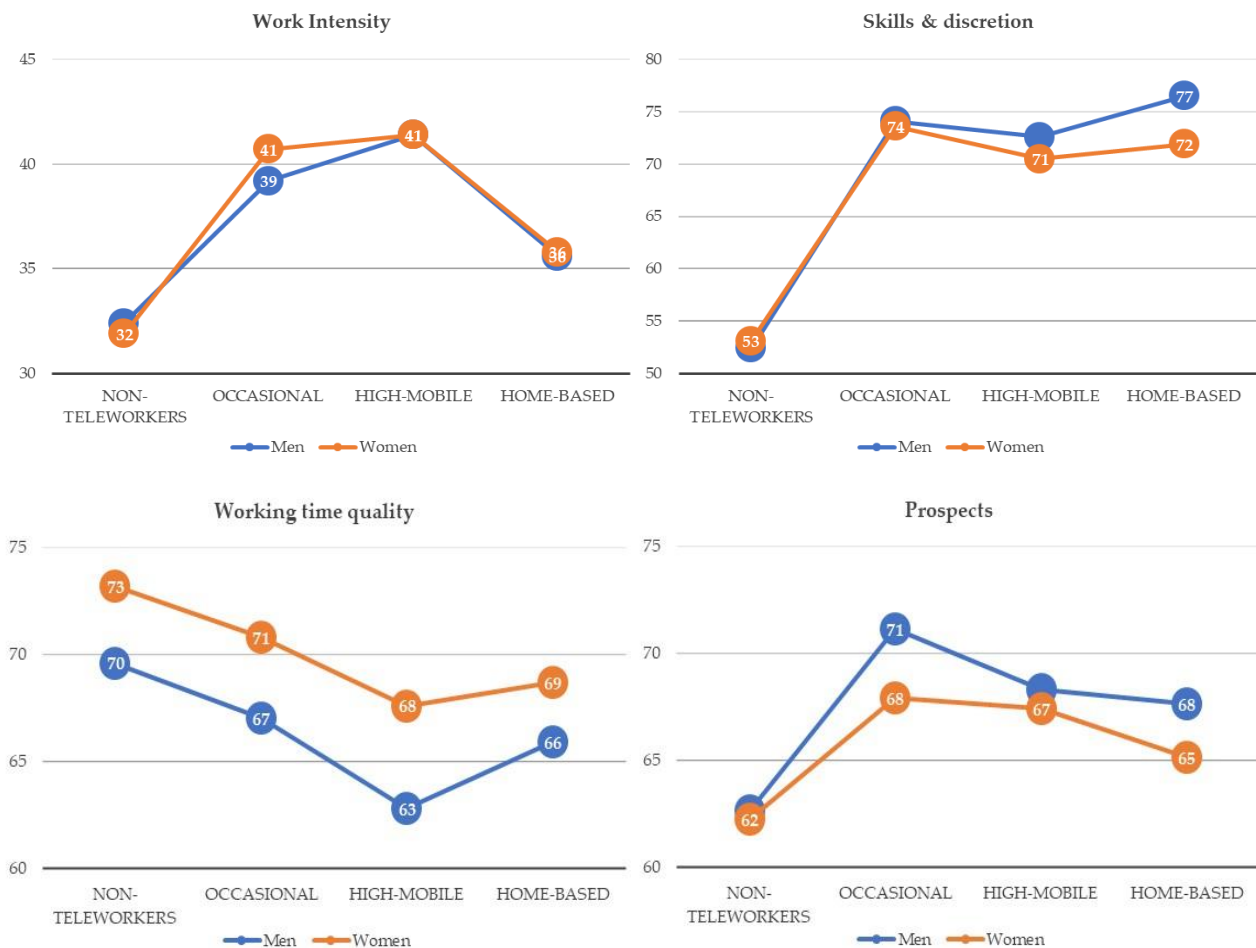 Work Intensity
45
40
35
30
41
41
39
36
36
32
NON-
TELEWORKERS
OCCASIONAL
HIGH-MOBILE
HOME-BASED
Men
Women
Skills & discretion
80
75
70
65
60
55
50
77
74
71
72
53
NON-
TELEWORKERS
OCCASIONAL
HIGH-MOBILE
HOME-BASED
Men
Women
Working time quality
75
70
65
60
73
71
68
69
70
67
63
66
NON-
TELEWORKERS
OCCASIONAL
HIGH-MOBILE
HOME-BASED
Men
Women
Prospects
75
70
65
60
71
68
68
67
65
62
NON-
TELEWORKERS
OCCASIONAL
HIGH-MOBILE
HOME-BASED
Men
Women